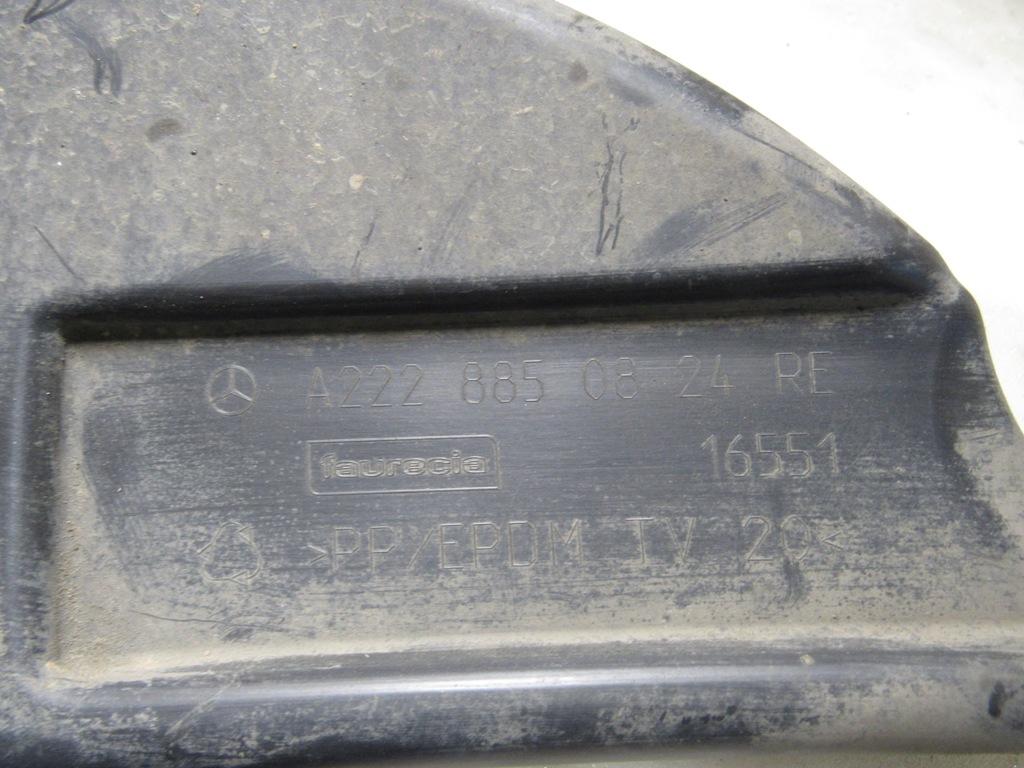 A222 885 08 24 RE
faurecia 16551
>PP/EPDM TV 20<